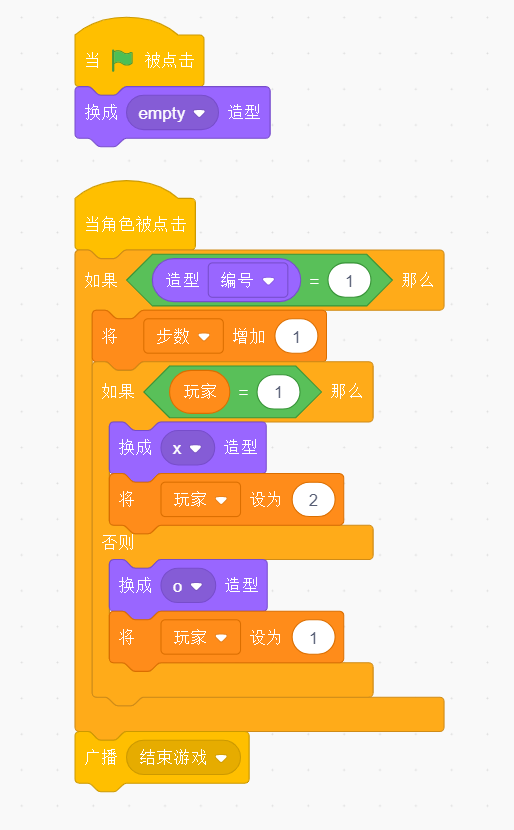 当 被点击
换成 empty 造型
当角色被点击
如果 造型 编号 = 1 那么
将 步数 增加 1
如果 玩家 = 1 那么
换成 x 造型
将 玩家 设为 2
否则
换成 o 造型
将 玩家 设为 1
广播 结束游戏